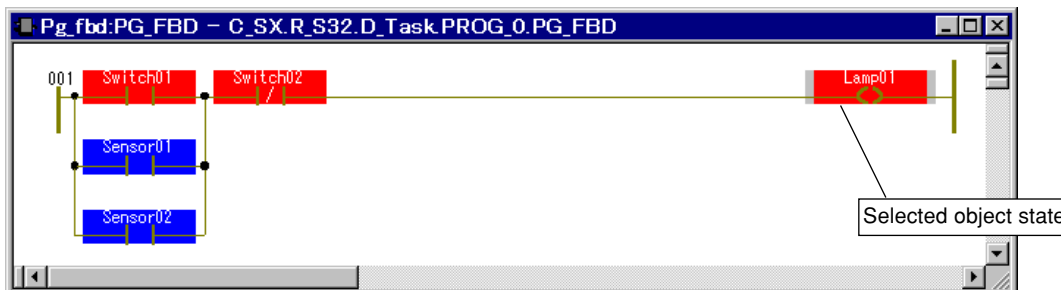 Pg_fbd:PG_FBD - C_SX.R_S32.D_Task.PROG_0.PG_FBD
001 Switch01 Switch02 Lamp01
Sensor01
Sensor02
Selected object state